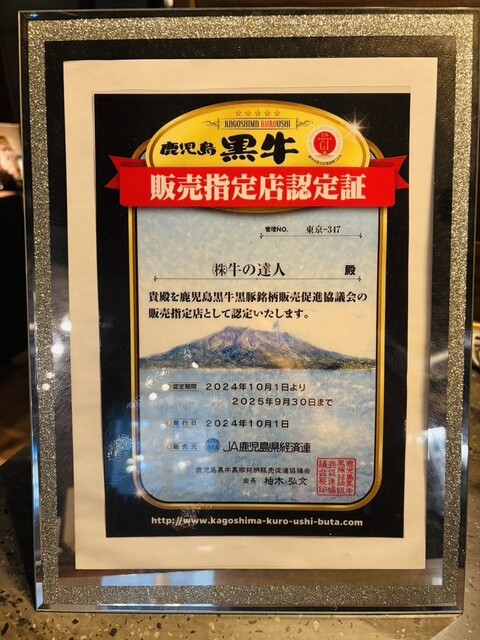 KAGOSHIMA KUROUSHI
鹿児島 黒牛
GI
販売指定店認定証
管理NO. 東京-347
㈱牛の達人 殿
貴殿を鹿児島黒牛黒豚銘柄販売促進協議会の
販売指定店として認定いたします。
認定期間 2024年10月1日より
2025年9月30日まで
発行日 2024年10月1日
販売元 JA鹿児島県経済連
鹿児島黒牛黒豚銘柄販売促進協議会
会長 柚木弘文
http://www.kagoshima-kuro-ushi-buta.com